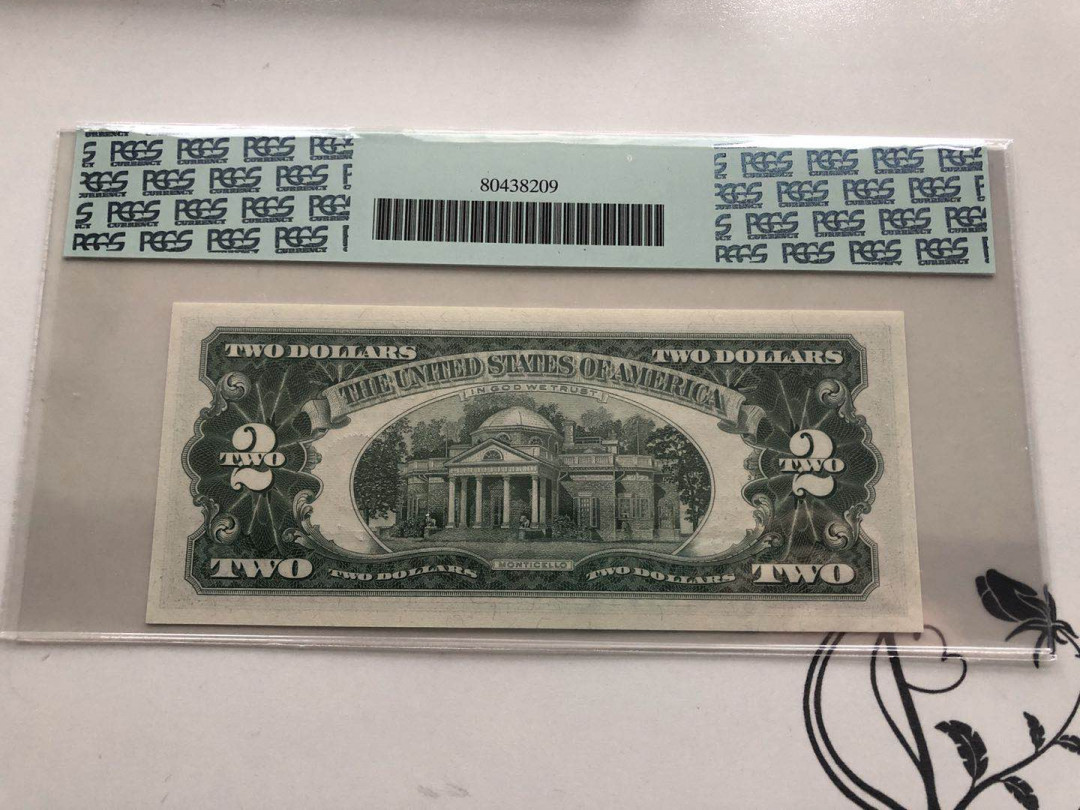 PCGS CURRENCY
80438209
TWO DOLLARS TWO DOLLARS
THE UNITED STATES OF AMERICA
IN GOD WE TRUST
2 2
TWO TWO
MONTICELLO
TWO TWO DOLLARS TWO DOLLARS TWO